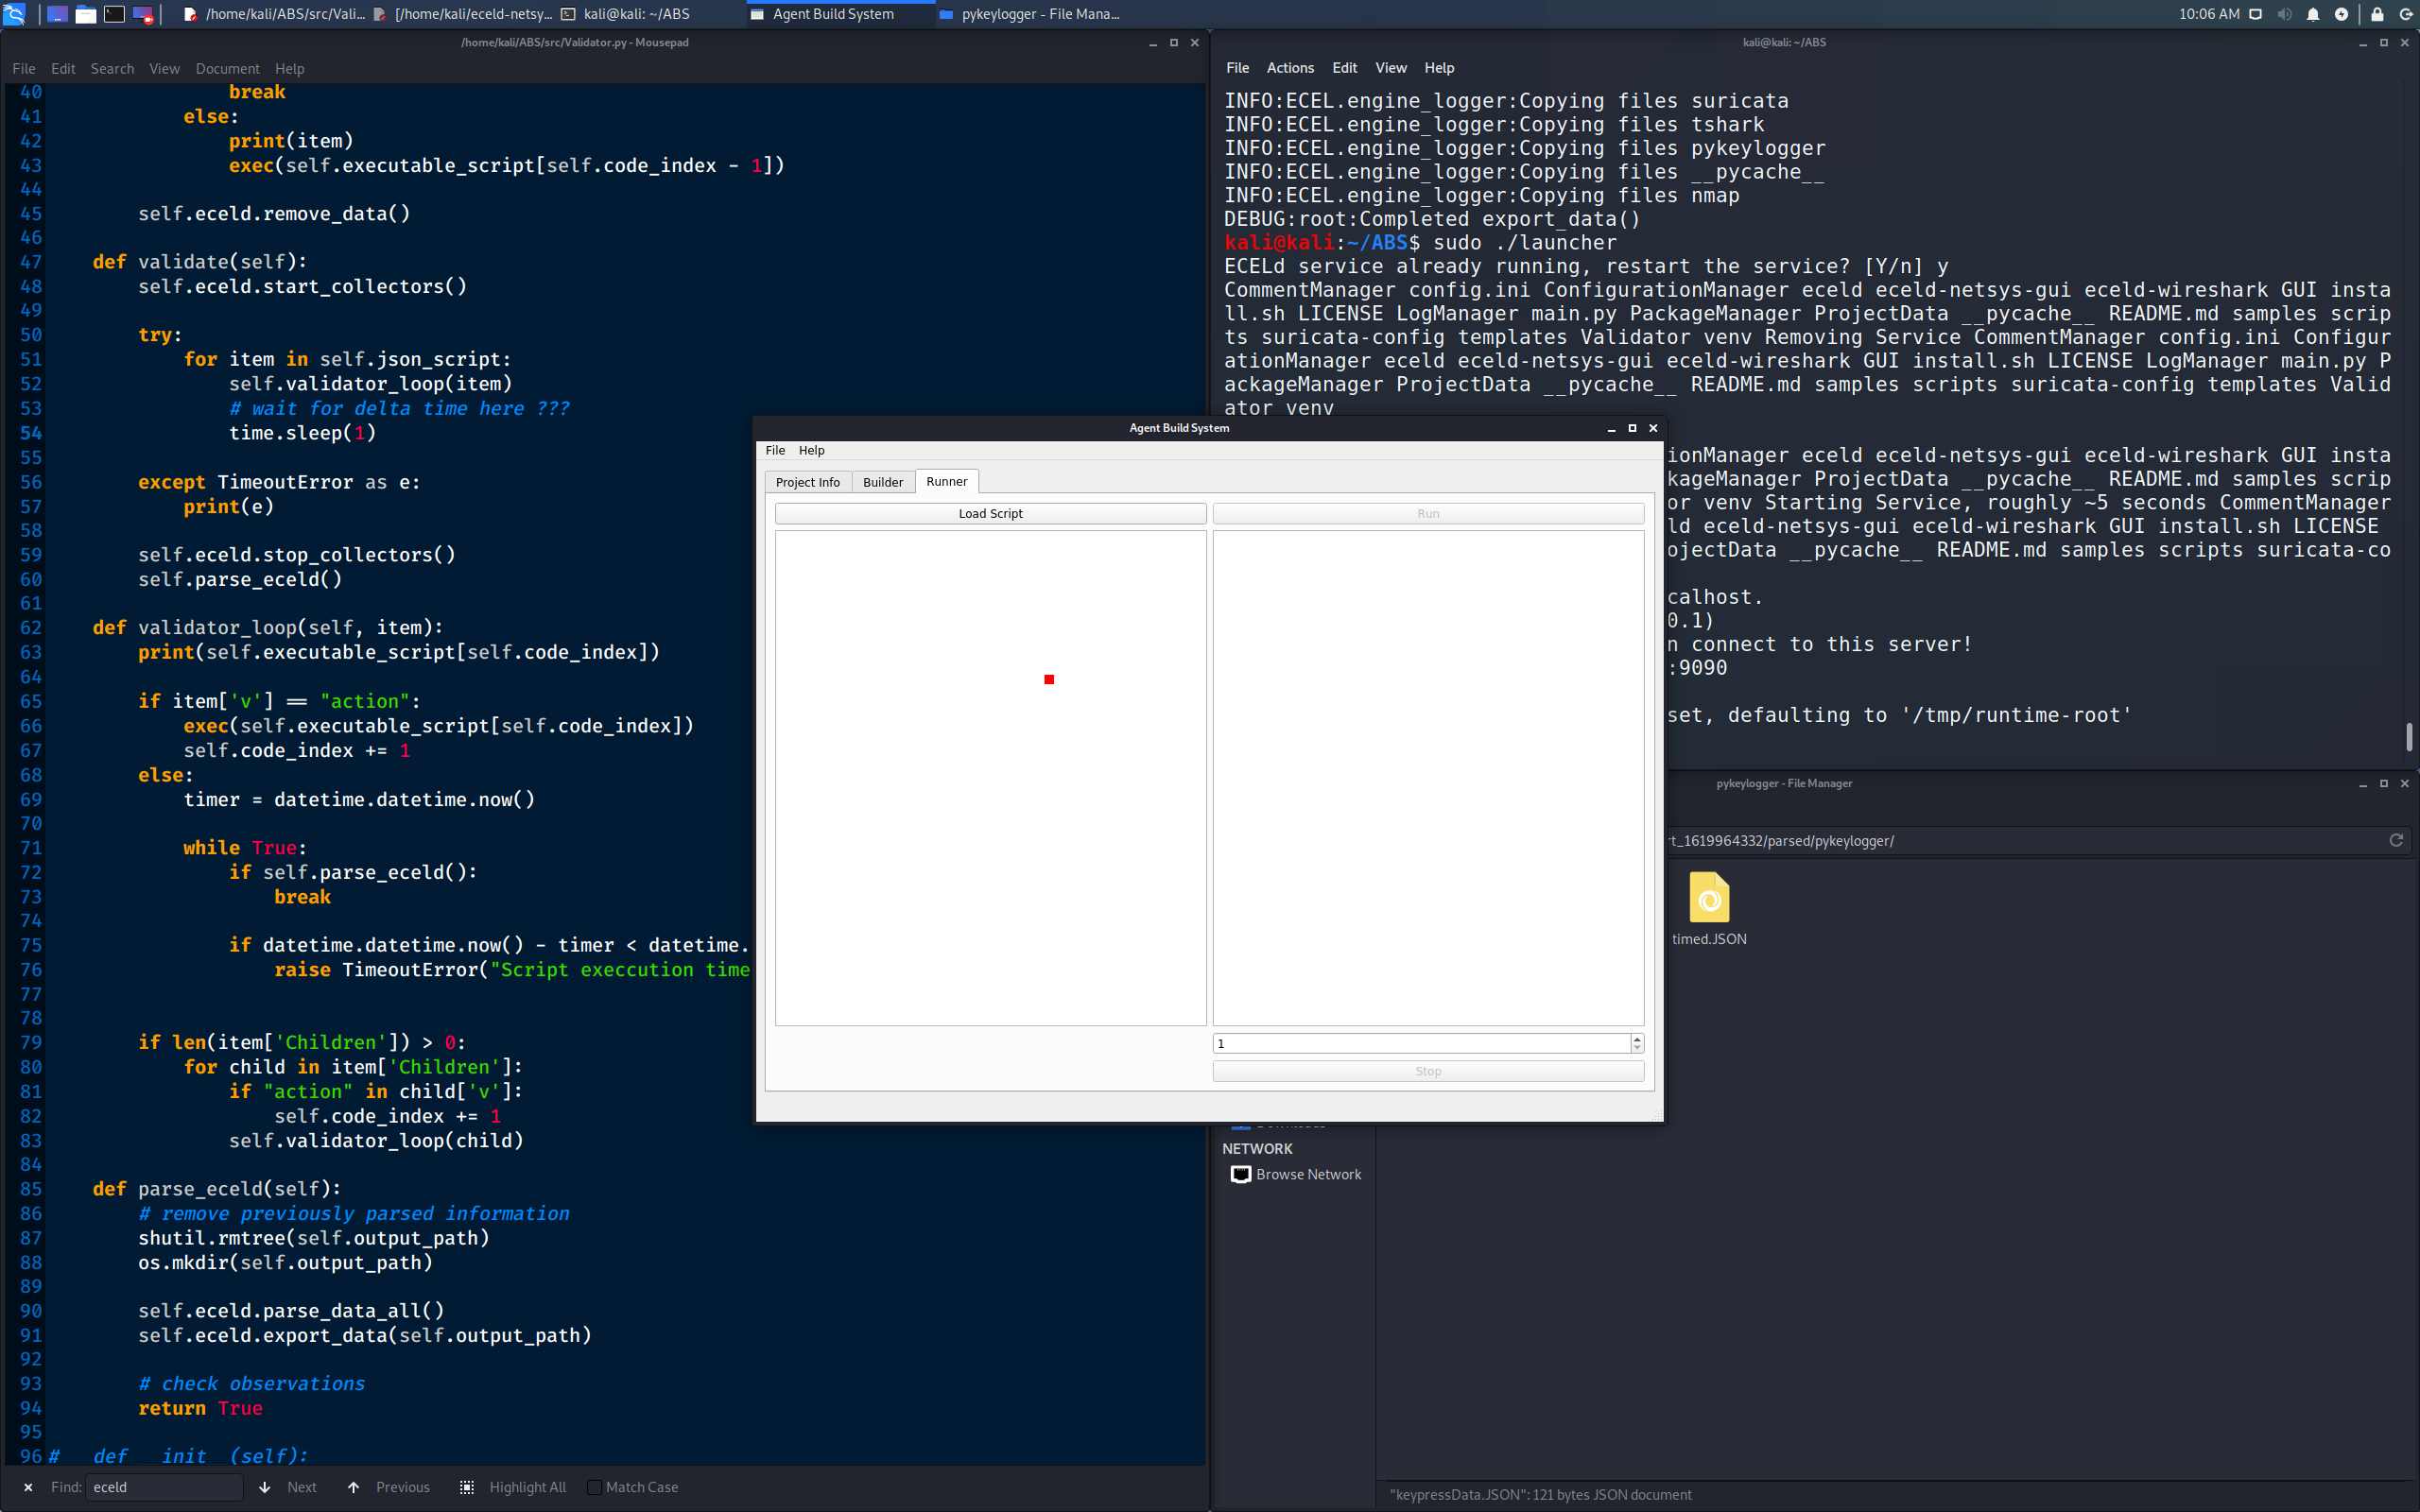 /home/kali/ABS/src/Vali... [/home/kali/eceld-netsy... kali@kali: ~/ABS Agent Build System pykeylogger - File Mana... 10:06 AM
/home/kali/ABS/src/Validator.py - Mousepad
File Edit Search View Document Help
40 break
41 else:
42 print(item)
43 exec(self.executable_script[self.code_index - 1])
44
45 self.eceld.remove_data()
46
47 def validate(self):
48 self.eceld.start_collectors()
49
50 try:
51 for item in self.json_script:
52 self.validator_loop(item)
53 # wait for delta time here ???
54 time.sleep(1)
55
56 except TimeoutError as e:
57 print(e)
58
59 self.eceld.stop_collectors()
60 self.parse_eceld()
61
62 def validator_loop(self, item):
63 print(self.executable_script[self.code_index])
64
65 if item['v'] == "action":
66 exec(self.executable_script[self.code_index])
67 self.code_index += 1
68 else:
69 timer = datetime.datetime.now()
70
71 while True:
72 if self.parse_eceld():
73 break
74
75 if datetime.datetime.now() - timer < datetime.
76 raise TimeoutError("Script execcution time
77
78
79 if len(item['Children']) > 0:
80 for child in item['Children']:
81 if "action" in child['v']:
82 self.code_index += 1
83 self.validator_loop(child)
84
85 def parse_eceld(self):
86 # remove previously parsed information
87 shutil.rmtree(self.output_path)
88 os.mkdir(self.output_path)
89
90 self.eceld.parse_data_all()
91 self.eceld.export_data(self.output_path)
92
93 # check observations
94 return True
95
96 # def __init__(self):
Find: eceld Next Previous Highlight All Match Case
kali@kali: ~/ABS
File Actions Edit View Help
INFO:ECEL.engine_logger:Copying files suricata
INFO:ECEL.engine_logger:Copying files tshark
INFO:ECEL.engine_logger:Copying files pykeylogger
INFO:ECEL.engine_logger:Copying files __pycache__
INFO:ECEL.engine_logger:Copying files nmap
DEBUG:root:Completed export_data()
kali@kali:~/ABS$ sudo ./launcher
ECELd service already running, restart the service? [Y/n] y
CommentManager config.ini ConfigurationManager eceld eceld-netsys-gui eceld-wireshark GUI insta
ll.sh LICENSE LogManager main.py PackageManager ProjectData __pycache__ README.md samples scrip
ts suricata-config templates Validator venv Removing Service CommentManager config.ini Configur
ationManager eceld eceld-netsys-gui eceld-wireshark GUI install.sh LICENSE LogManager main.py P
ackageManager ProjectData __pycache__ README.md samples scripts suricata-config templates Valid
ator venv
ionManager eceld eceld-netsys-gui eceld-wireshark GUI insta
kageManager ProjectData __pycache__ README.md samples scrip
or venv Starting Service, roughly ~5 seconds CommentManager
ld eceld-netsys-gui eceld-wireshark GUI install.sh LICENSE
ojectData __pycache__ README.md samples scripts suricata-co
calhost.
0.1)
n connect to this server!
:9090
set, defaulting to '/tmp/runtime-root'
Agent Build System
File Help
Project Info Builder Runner
Load Script Run
1
Stop
pykeylogger - File Manager
rt_1619964332/parsed/pykeylogger/
timed.JSON
NETWORK
Browse Network
"keypressData.JSON": 121 bytes JSON document